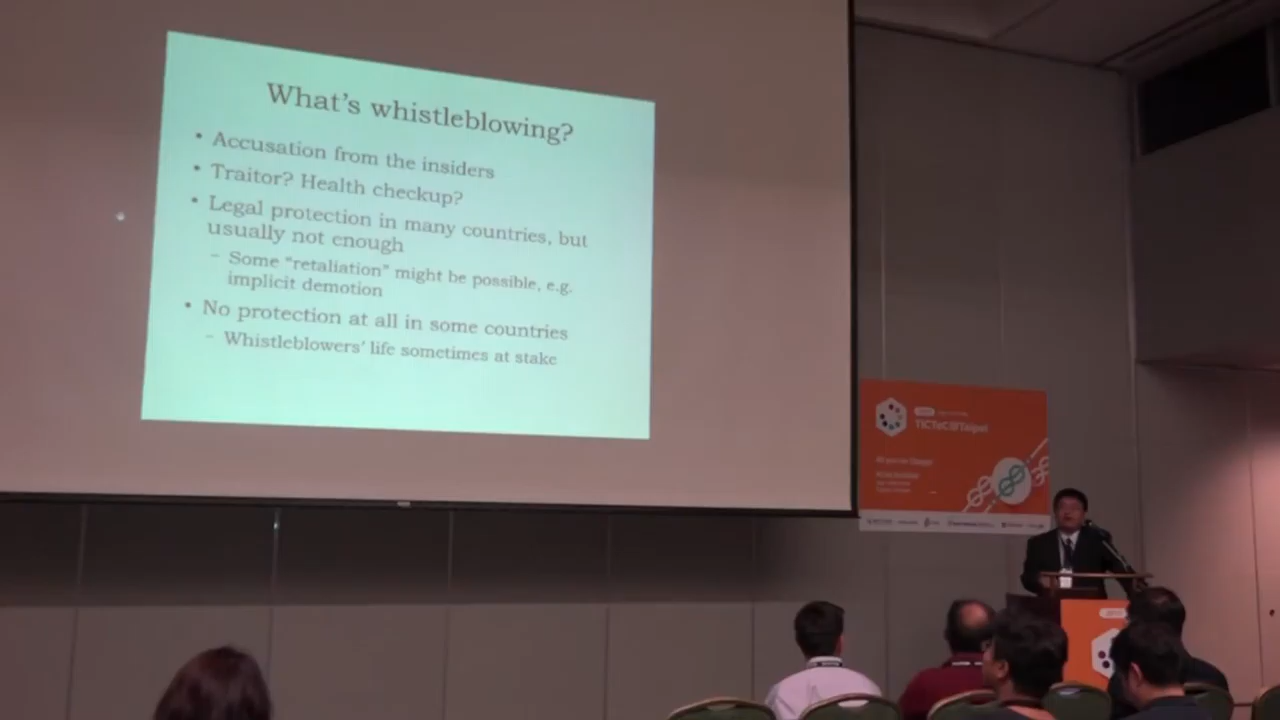 What's whistleblowing?
• Accusation from the insiders
• Traitor? Health checkup?
• Legal protection in many countries, but
usually not enough
– Some “retaliation” might be possible, e.g.
implicit demotion
• No protection at all in some countries
– Whistleblowers’ life sometimes at stake
TICTeC@Taipei